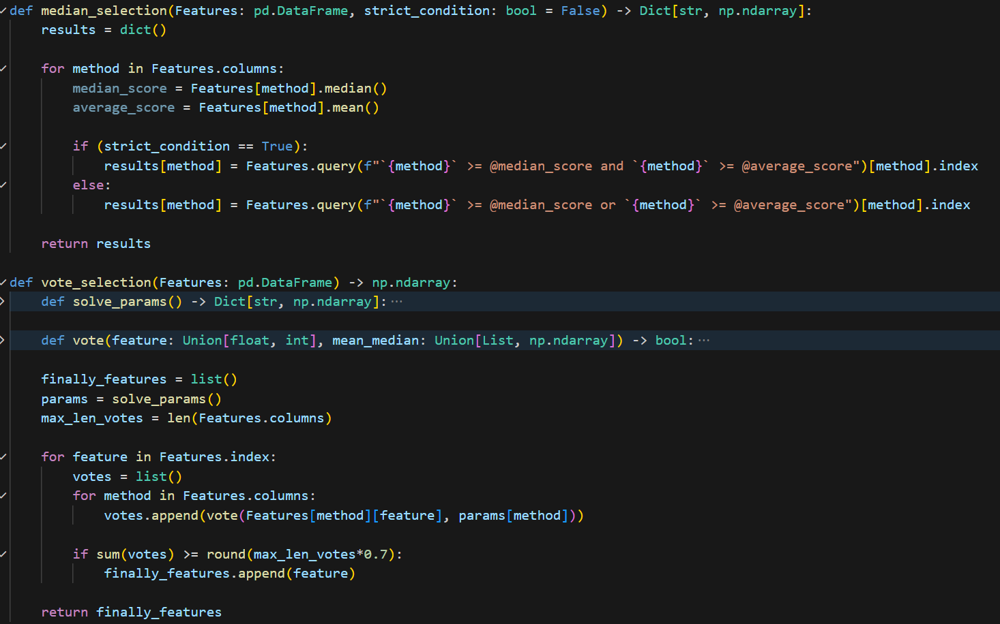 def median_selection(Features: pd.DataFrame, strict_condition: bool = False) -> Dict[str, np.ndarray]:
    results = dict()
    for method in Features.columns:
        median_score = Features[method].median()
        average_score = Features[method].mean()
        if (strict_condition == True):
            results[method] = Features.query(f"`{method}` >= @median_score and `{method}` >= @average_score")[method].index
        else:
            results[method] = Features.query(f"`{method}` >= @median_score or `{method}` >= @average_score")[method].index
    return results
def vote_selection(Features: pd.DataFrame) -> np.ndarray:
    def solve_params() -> Dict[str, np.ndarray]:···
    def vote(feature: Union[float, int], mean_median: Union[List, np.ndarray]) -> bool:···
    finally_features = list()
    params = solve_params()
    max_len_votes = len(Features.columns)
    for feature in Features.index:
        votes = list()
        for method in Features.columns:
            votes.append(vote(Features[method][feature], params[method]))
        if sum(votes) >= round(max_len_votes*0.7):
            finally_features.append(feature)
    return finally_features